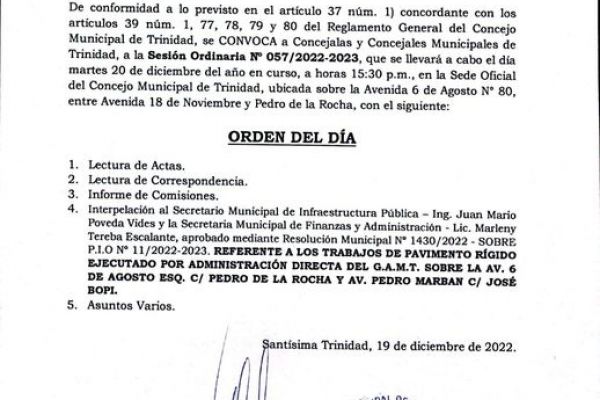 De conformidad a lo previsto en el artículo 37 núm. 1) concordante con los
artículos 39 núm. 1, 77, 78, 79 y 80 del Reglamento General del Concejo
Municipal de Trinidad, se CONVOCA a Concejalas y Concejales Municipales de
Trinidad, a la Sesión Ordinaria N° 057/2022-2023, que se llevará a cabo el día
martes 20 de diciembre del año en curso, a horas 15:30 p.m., en la Sede Oficial
del Concejo Municipal de Trinidad, ubicada sobre la Avenida 6 de Agosto N° 80,
entre Avenida 18 de Noviembre y Pedro de la Rocha, con el siguiente:
ORDEN DEL DÍA
1. Lectura de Actas.
2. Lectura de Correspondencia.
3. Informe de Comisiones.
4. Interpelación al Secretario Municipal de Infraestructura Pública – Ing. Juan Mario
Poveda Vides y la Secretaria Municipal de Finanzas y Administración - Lic. Marleny
Tereba Escalante, aprobado mediante Resolución Municipal N° 1430/2022 - SOBRE
P.I.O N° 11/2022-2023. REFERENTE A LOS TRABAJOS DE PAVIMENTO RÍGIDO
EJECUTADO POR ADMINISTRACIÓN DIRECTA DEL G.A.M.T. SOBRE LA AV. 6
DE AGOSTO ESQ. C/ PEDRO DE LA ROCHA Y AV. PEDRO MARBAN C/ JOSÉ
BOPI.
5. Asuntos Varios.
Santísima Trinidad, 19 de diciembre de 2022.